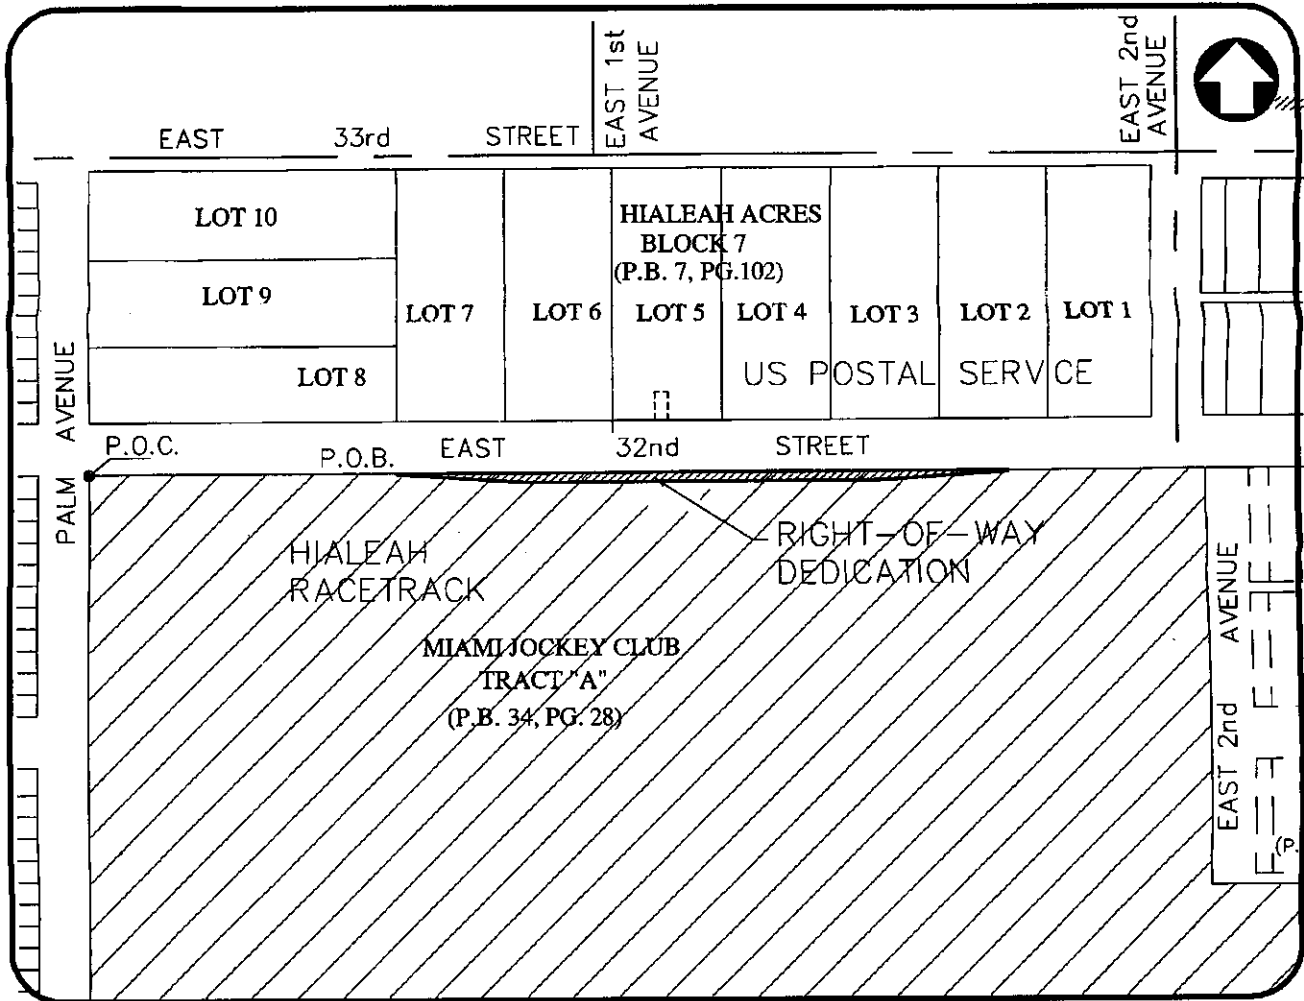 EAST 1st
AVENUE
EAST 2nd
AVENUE
EAST 33rd STREET
LOT 10
HIALEAH ACRES
BLOCK 7
(P.B. 7, PG.102)
LOT 9
LOT 7
LOT 6
LOT 5
LOT 4
LOT 3
LOT 2
LOT 1
LOT 8
US POSTAL SERVICE
PALM AVENUE
P.O.C.
P.O.B.
EAST 32nd STREET
RIGHT-OF-WAY
DEDICATION
HIALEAH
RACETRACK
MIAMI JOCKEY CLUB
TRACT "A"
(P.B. 34, PG. 28)
EAST 2nd AVENUE
(P.